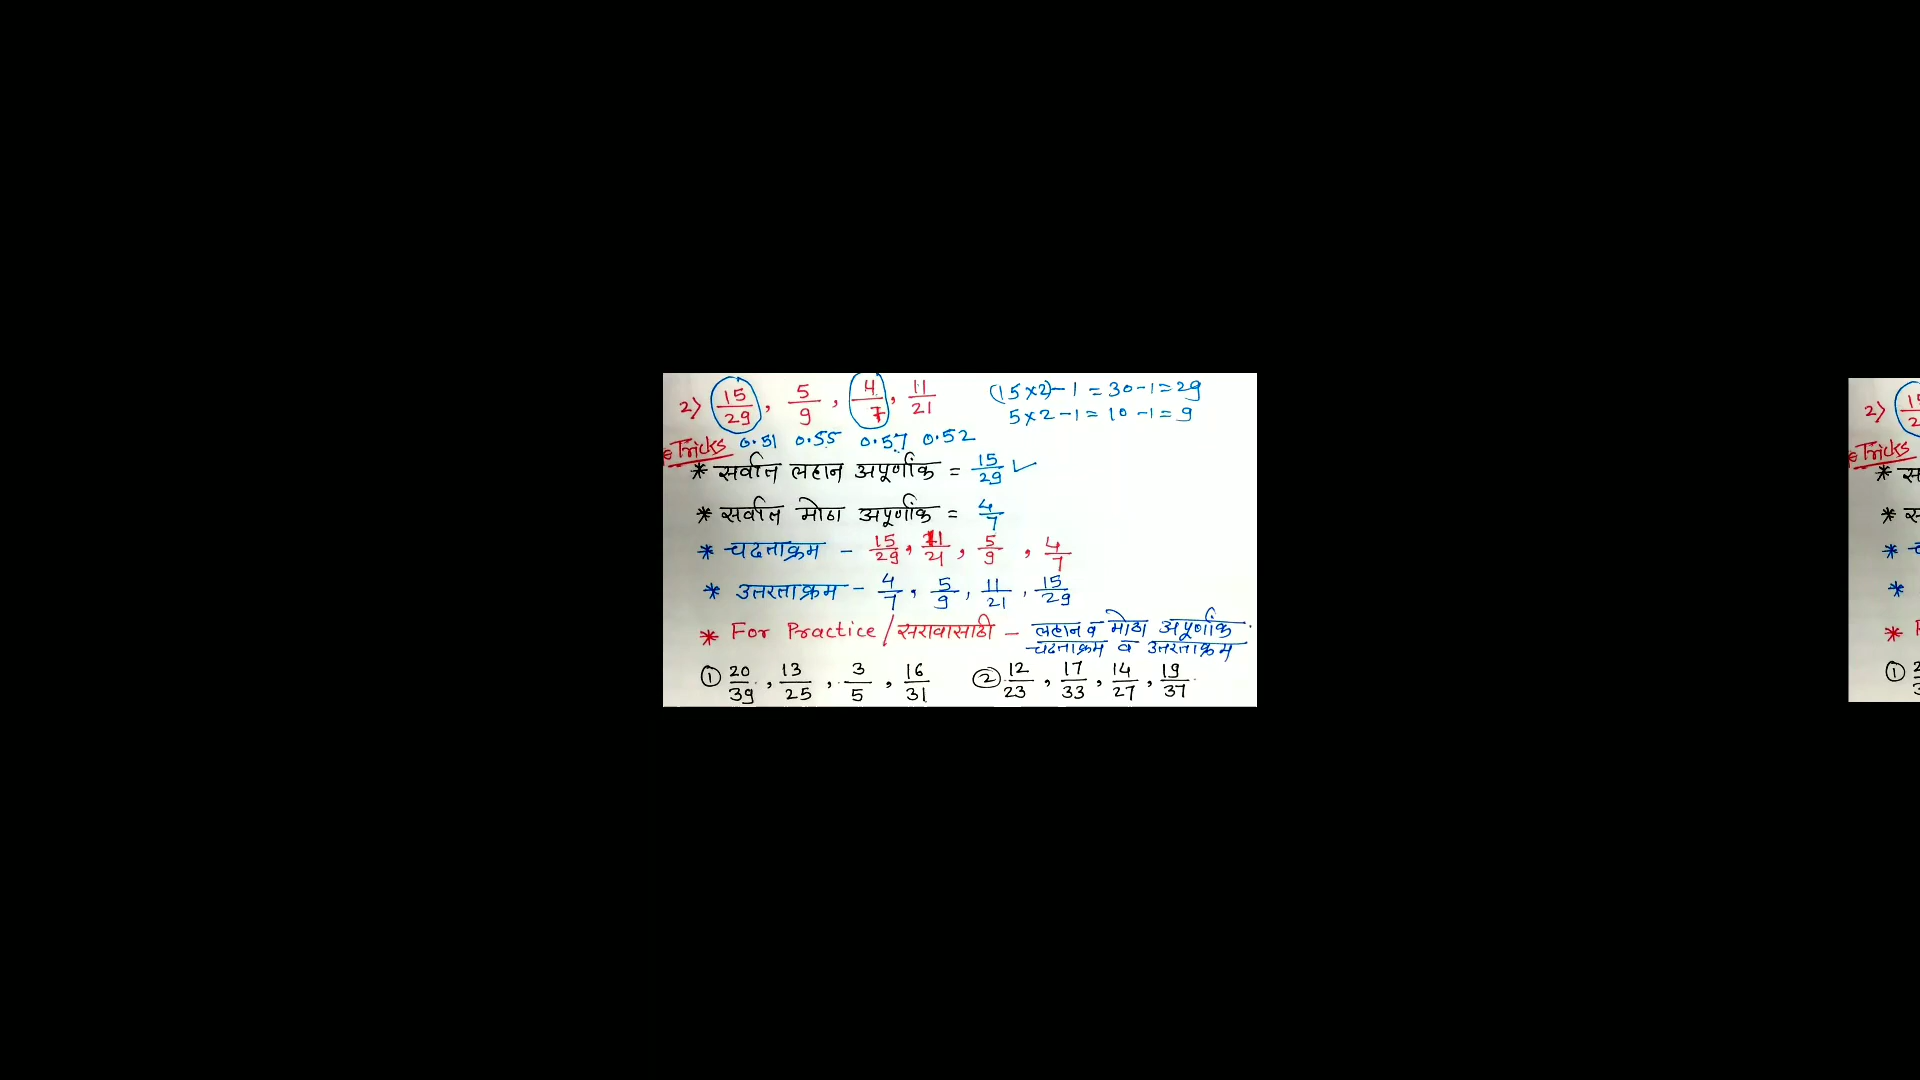 2) 15/29, 5/9, 4/7, 11/21 (15×2)-1 = 30-1=29
5×2-1= 10-1=9
Tricks 0.51 0.55 0.57 0.52
* सर्वात लहान अपूर्णांक = 15/29 ✓
* सर्वात मोठा अपूर्णांक = 4/7
* चढताक्रम - 15/29, 11/21, 5/9, 4/7
* उतरताक्रम - 4/7, 5/9, 11/21, 15/29
* For Practice/सरावासाठी - लहान व मोठा अपूर्णांक
चढताक्रम व उतरताक्रम
① 20/39, 13/25, 3/5, 16/31 ② 12/23, 17/33, 14/27, 19/37
2)
Tricks
①